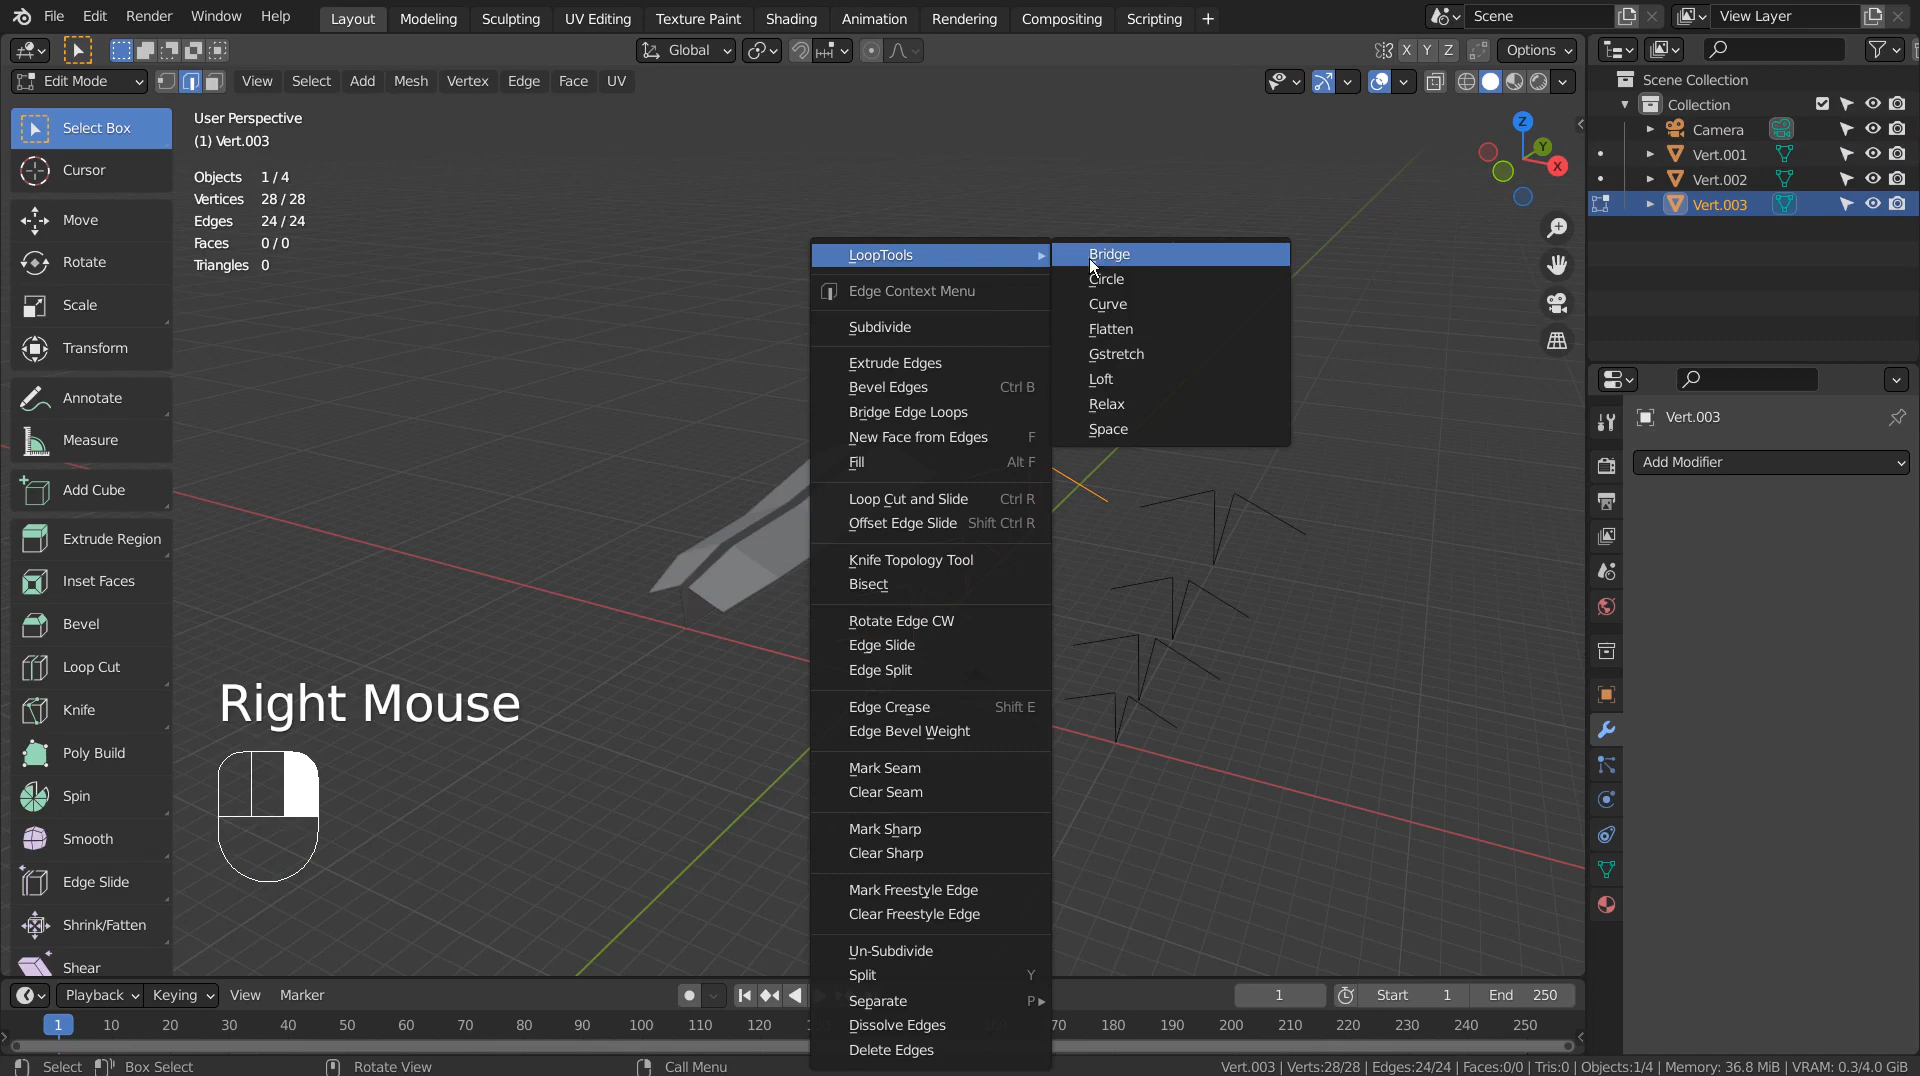 File Edit Render Window Help Layout Modeling Sculpting UV Editing Texture Paint Shading Animation Rendering Compositing Scripting + Scene View Layer
Global X Y Z Options
Edit Mode View Select Add Mesh Vertex Edge Face UV
Scene Collection
Collection
Camera
Vert.001
Vert.002
Vert.003
Select Box
Cursor
Move
Rotate
Scale
Transform
Annotate
Measure
Add Cube
Extrude Region
Inset Faces
Bevel
Loop Cut
Knife
Poly Build
Spin
Smooth
Edge Slide
Shrink/Fatten
Shear
User Perspective
(1) Vert.003
Objects 1 / 4
Vertices 28 / 28
Edges 24 / 24
Faces 0 / 0
Triangles 0
Right Mouse
LoopTools
Edge Context Menu
Subdivide
Extrude Edges
Bevel Edges Ctrl B
Bridge Edge Loops
New Face from Edges F
Fill Alt F
Loop Cut and Slide Ctrl R
Offset Edge Slide Shift Ctrl R
Knife Topology Tool
Bisect
Rotate Edge CW
Edge Slide
Edge Split
Edge Crease Shift E
Edge Bevel Weight
Mark Seam
Clear Seam
Mark Sharp
Clear Sharp
Mark Freestyle Edge
Clear Freestyle Edge
Un-Subdivide
Split Y
Separate P
Dissolve Edges
Delete Edges
Bridge
Circle
Curve
Flatten
Gstretch
Loft
Relax
Space
Z
Y
X
Vert.003
Add Modifier
Playback Keying View Marker 1 Start 1 End 250
1 10 20 30 40 50 60 70 80 90 100 110 120 70 180 190 200 210 220 230 240 250
Select Box Select Rotate View Call Menu Vert.003 | Verts:28/28 | Edges:24/24 | Faces:0/0 | Tris:0 | Objects:1/4 | Memory: 36.8 MiB | VRAM: 0.3/4.0 GiB